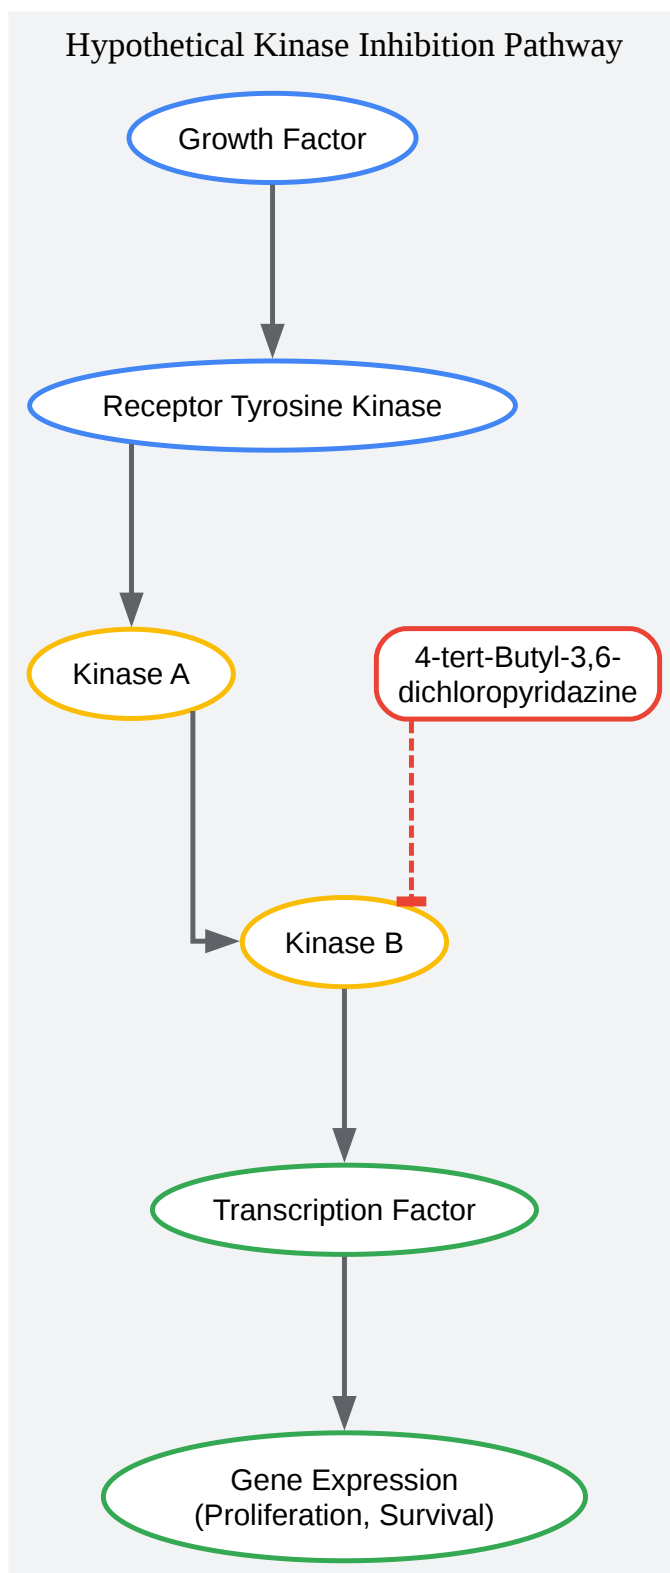 Hypothetical Kinase Inhibition Pathway
Growth Factor
Receptor Tyrosine Kinase
Kinase A
4-tert-Butyl-3,6-
dichloropyridazine
Kinase B
Transcription Factor
Gene Expression
(Proliferation, Survival)